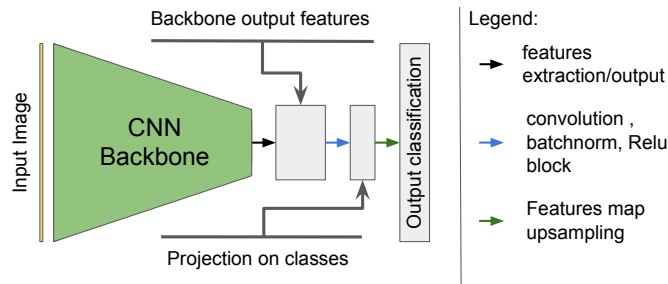 Backbone output features
Input Image
CNN
Backbone
Output classification
Projection on classes
Legend:
features
extraction/output
convolution ,
batchnorm, Relu
block
Features map
upsampling